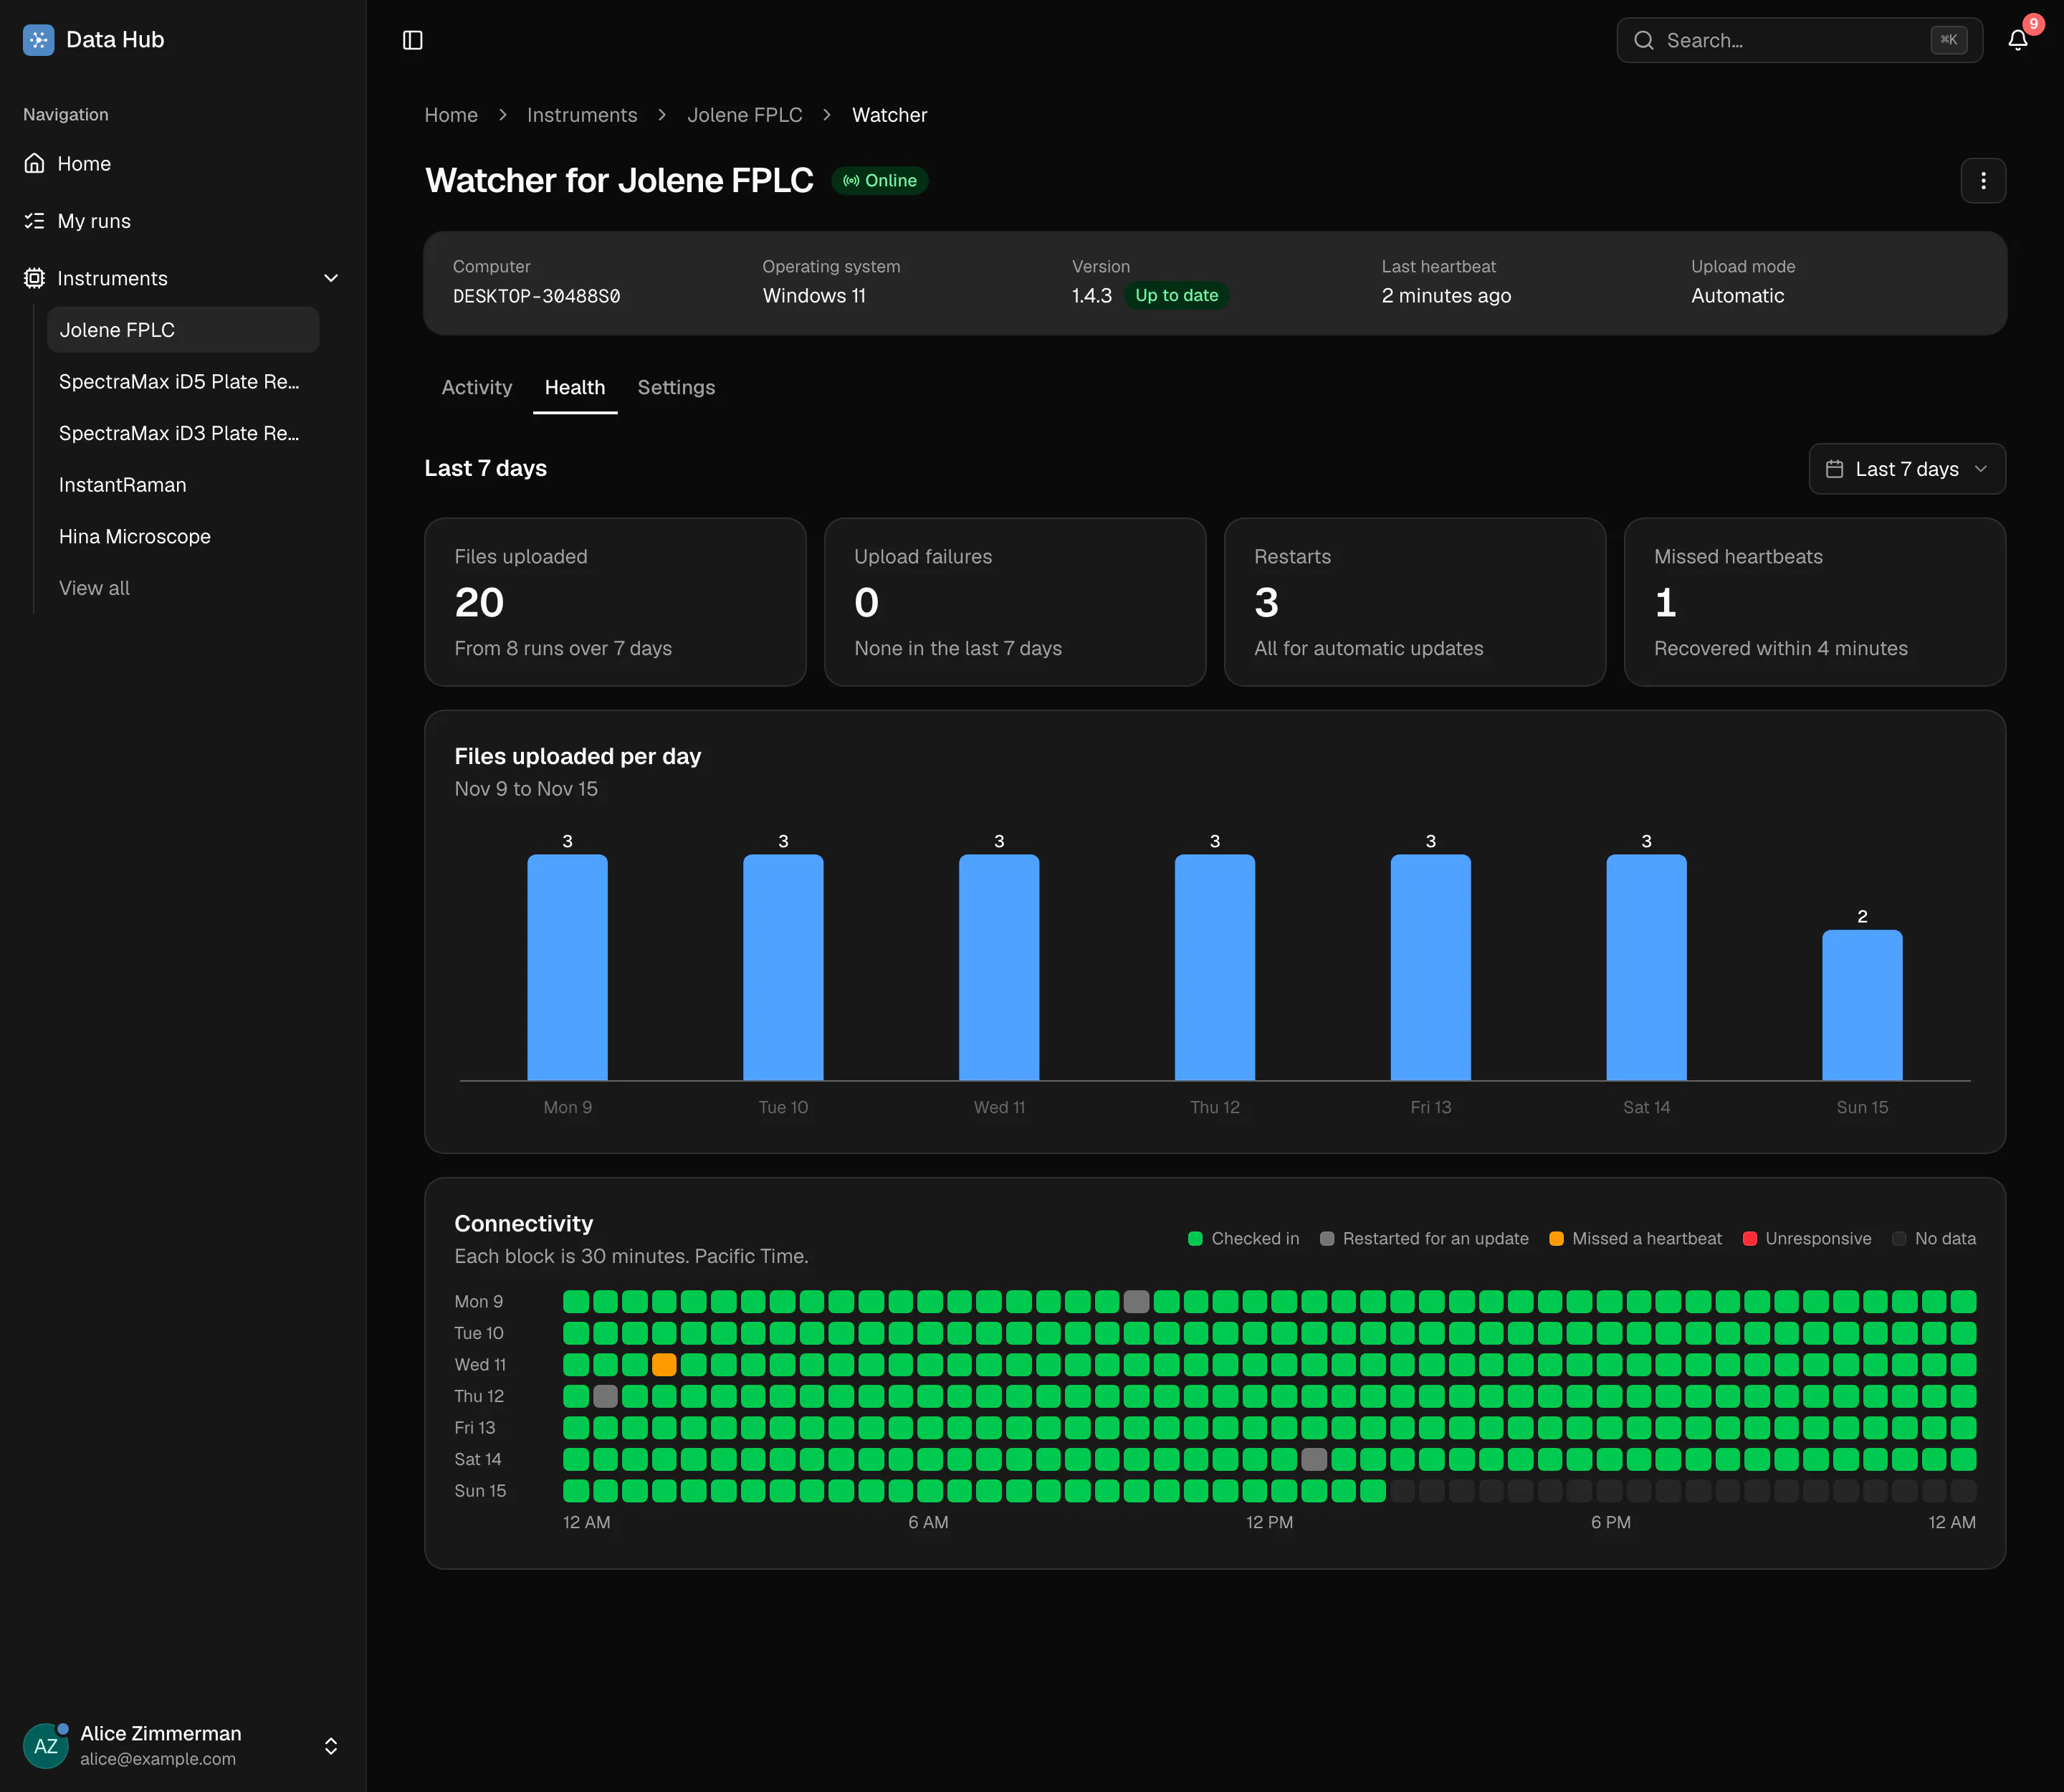 Data Hub
Search...
⌘K
9
Navigation
Home
My runs
Instruments
Jolene FPLC
SpectraMax iD5 Plate Re...
SpectraMax iD3 Plate Re...
InstantRaman
Hina Microscope
View all
Home > Instruments > Jolene FPLC > Watcher
Watcher for Jolene FPLC
Online
Computer
DESKTOP-30488S0
Operating system
Windows 11
Version
1.4.3 Up to date
Last heartbeat
2 minutes ago
Upload mode
Automatic
Activity Health Settings
Last 7 days
Last 7 days
Files uploaded
20
From 8 runs over 7 days
Upload failures
0
None in the last 7 days
Restarts
3
All for automatic updates
Missed heartbeats
1
Recovered within 4 minutes
Files uploaded per day
Nov 9 to Nov 15
3 3 3 3 3 3 2
Mon 9 Tue 10 Wed 11 Thu 12 Fri 13 Sat 14 Sun 15
Connectivity
Each block is 30 minutes. Pacific Time.
Checked in Restarted for an update Missed a heartbeat Unresponsive No data
Mon 9
Tue 10
Wed 11
Thu 12
Fri 13
Sat 14
Sun 15
12 AM 6 AM 12 PM 6 PM 12 AM
AZ
Alice Zimmerman
alice@example.com